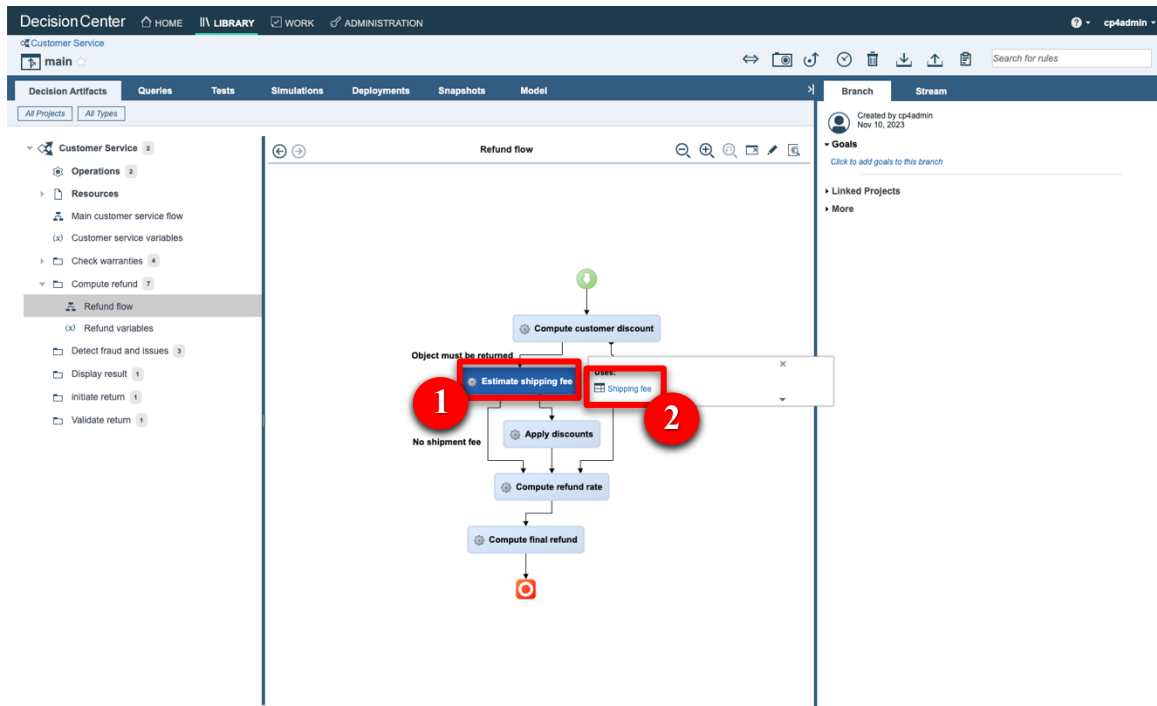 Decision Center HOME LIBRARY WORK ADMINISTRATION ? cp4admin
Customer Service
main
Search for rules
Decision Artifacts Queries Tests Simulations Deployments Snapshots Model
All Projects All Types
Customer Service 2
Operations 2
Resources
Main customer service flow
(x) Customer service variables
Check warranties 4
Compute refund 7
Refund flow
(x) Refund variables
Detect fraud and issues 3
Display result 1
initiate return 1
Validate return 1
Refund flow
Compute customer discount
Object must be returned
Estimate shipping fee
1
Uses:
Shipping fee
2
Apply discounts
No shipment fee
Compute refund rate
Compute final refund
Branch Stream
Created by cp4admin
Nov 10, 2023
Goals
Click to add goals to this branch
Linked Projects
More